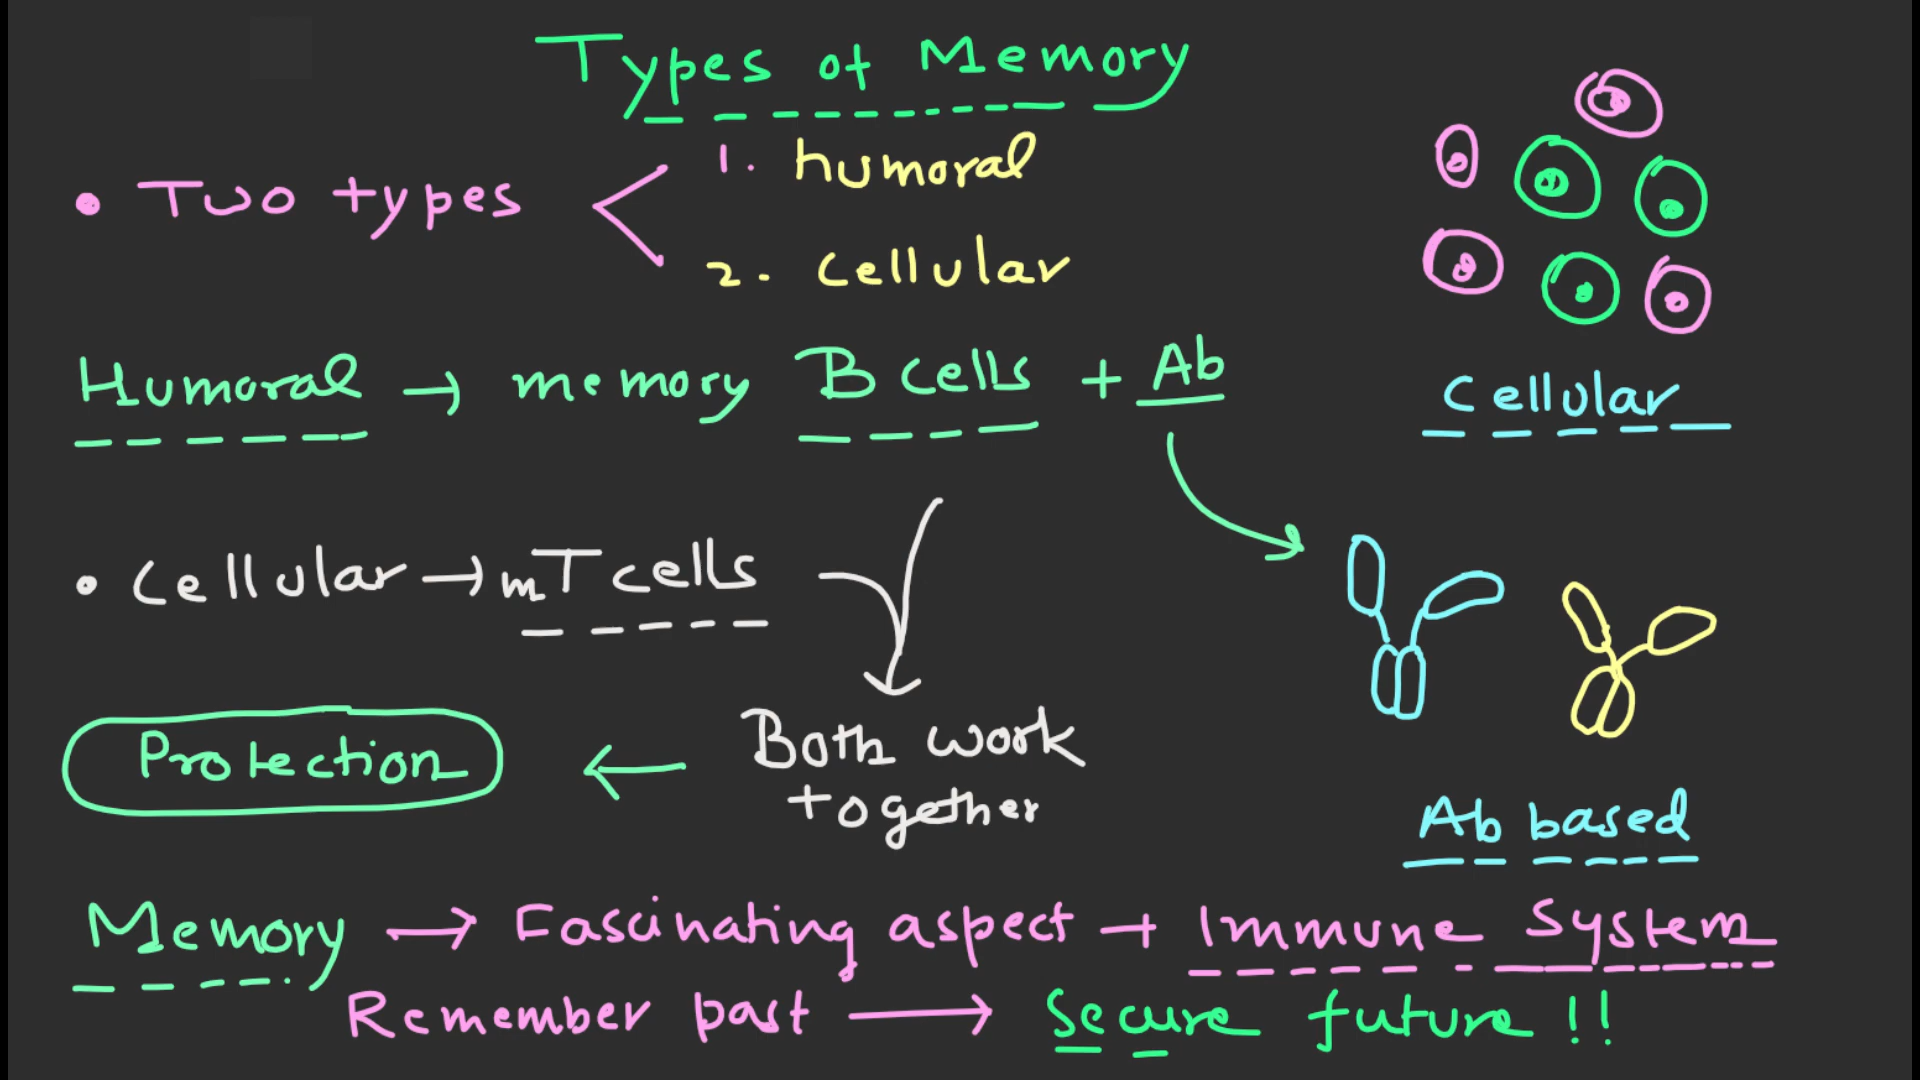 Types of Memory
• Two types
1. humoral
2. cellular
Humoral → memory B cells + Ab
Cellular
• Cellular → mT cells
Both work
together
← Protection
Ab based
Memory → Fascinating aspect → Immune System
Remember past → Secure future !!